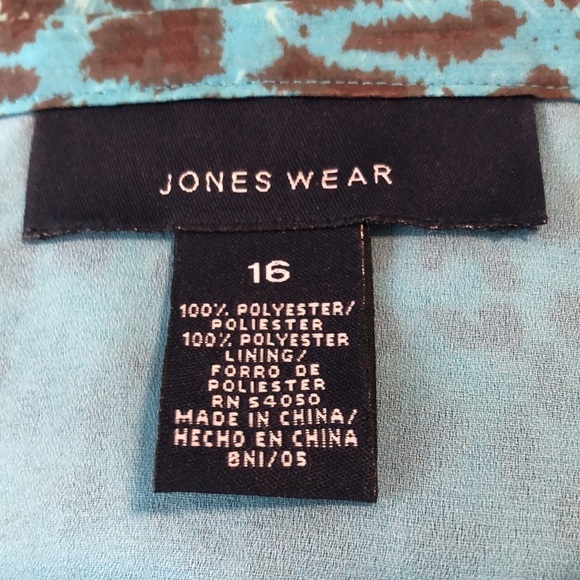 JONES WEAR
16
100% POLYESTER/
POLIESTER
100% POLYESTER
LINING/
FORRO DE
POLIESTER
RN 54050
MADE IN CHINA/
HECHO EN CHINA
BNI/05